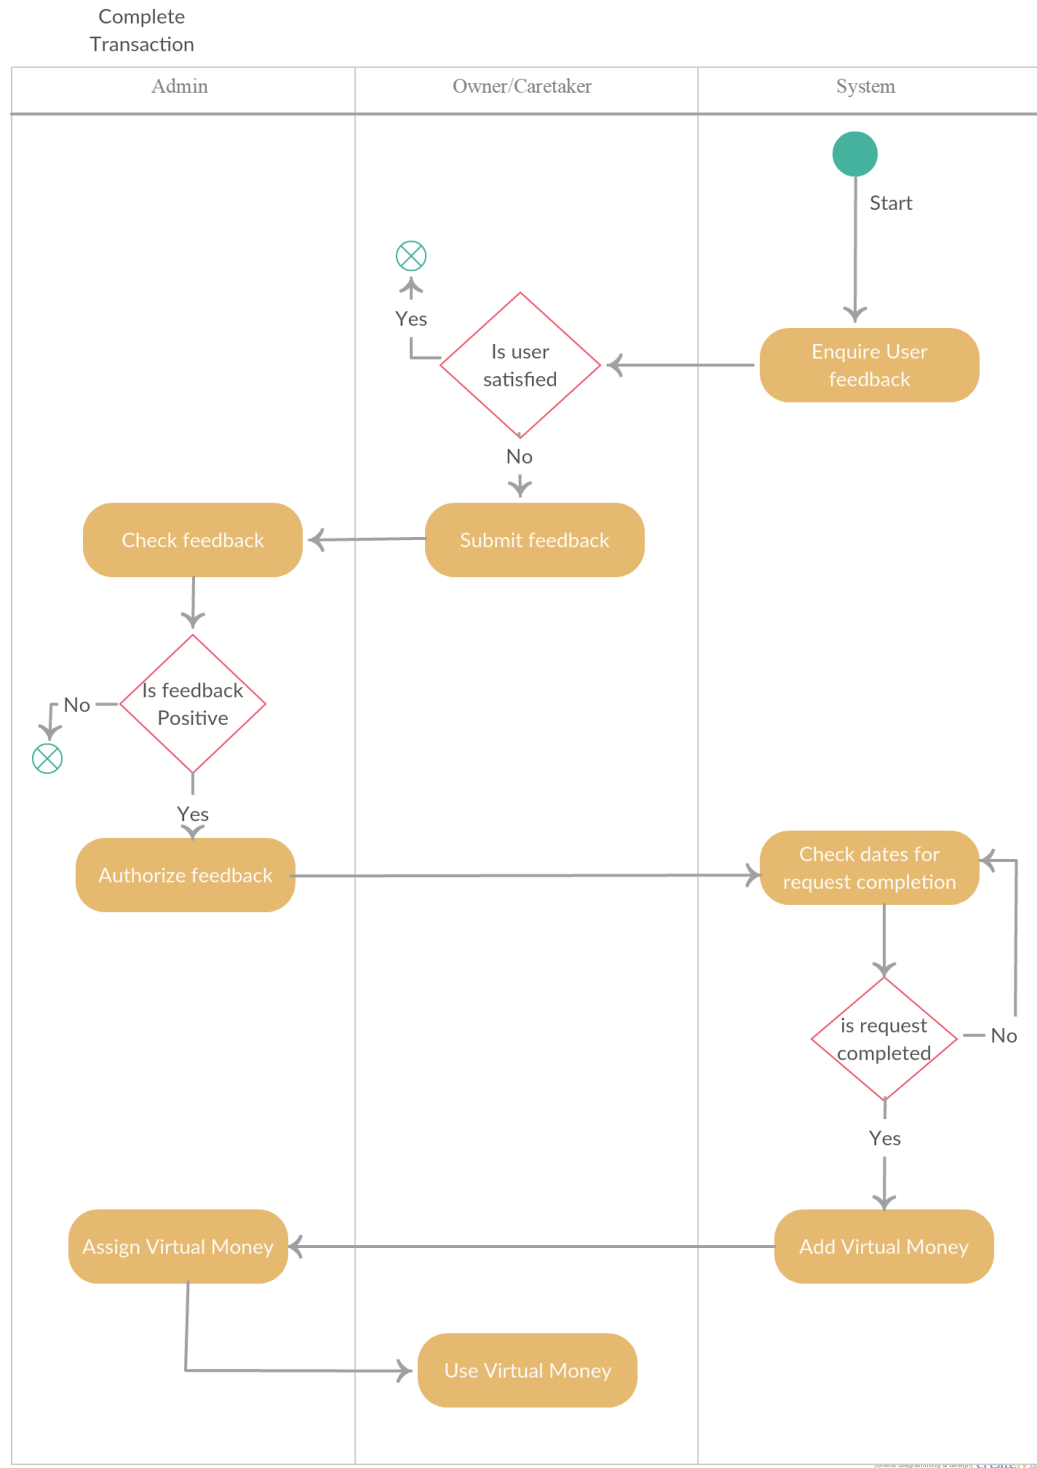 Complete
Transaction
Admin
Owner/Caretaker
System
Start
Yes
Is user
satisfied
Enquire User
feedback
No
Check feedback
Submit feedback
Is feedback
Positive
No
Yes
Authorize feedback
Check dates for
request completion
is request
completed
No
Yes
Assign Virtual Money
Add Virtual Money
Use Virtual Money